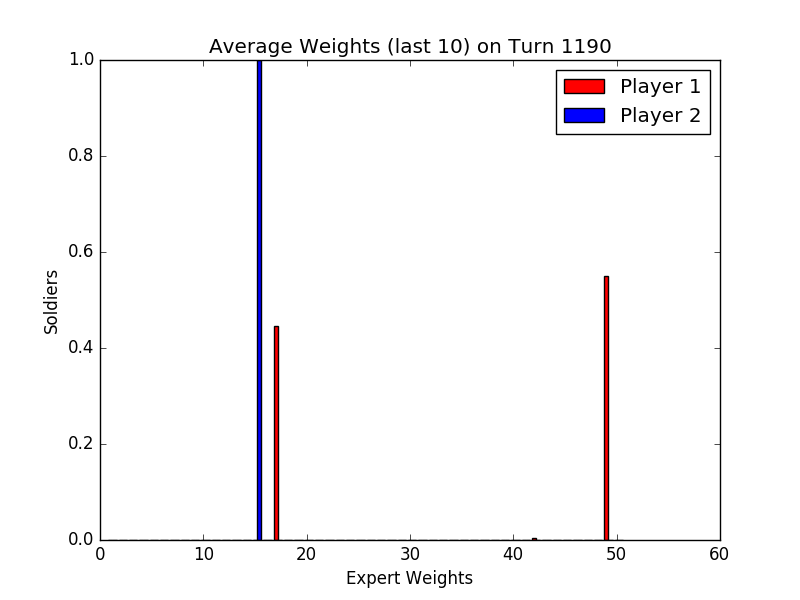 Average Weights (last 10) on Turn 1190
1.0
0.8
0.6
0.4
0.2
0.0
Soldiers
Player 1
Player 2
0 10 20 30 40 50 60
Expert Weights